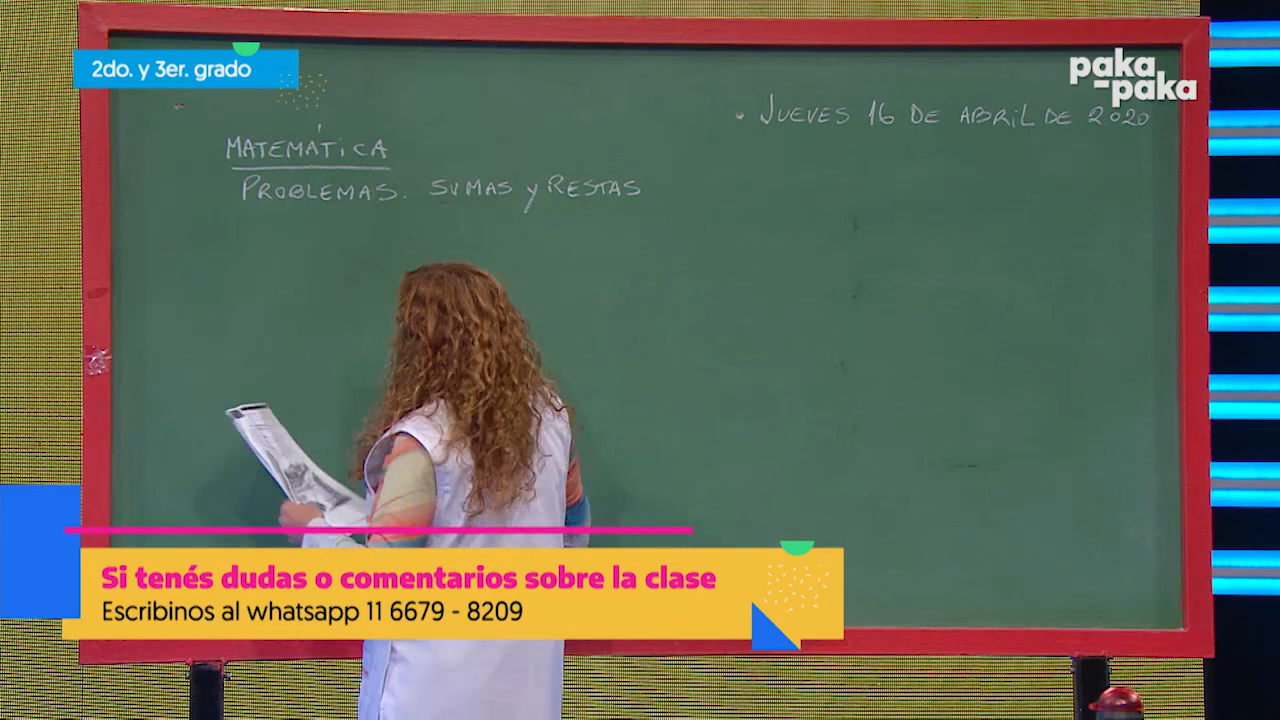 2do. y 3er. grado
paka
-paka
JUEVES 16 DE ABRIL DE 2020
MATEMÁTICA
PROBLEMAS. SUMAS y RESTAS
Si tenés dudas o comentarios sobre la clase
Escribinos al whatsapp 11 6679 - 8209